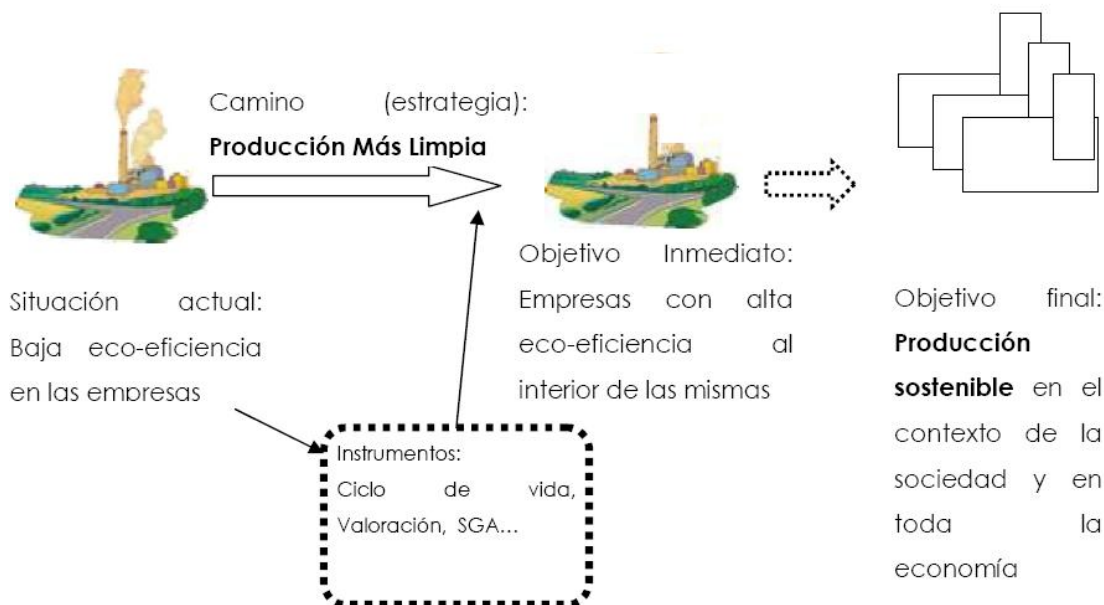 Camino (estrategia):
Producción Más Limpia
Situación actual:
Baja eco-eficiencia
en las empresas
Objetivo Inmediato:
Empresas con alta
eco-eficiencia al
interior de las mismas
Objetivo final:
Producción
sostenible en el
contexto de la
sociedad y en
toda la
economía
Instrumentos:
Ciclo de vida,
Valoración, SGA...